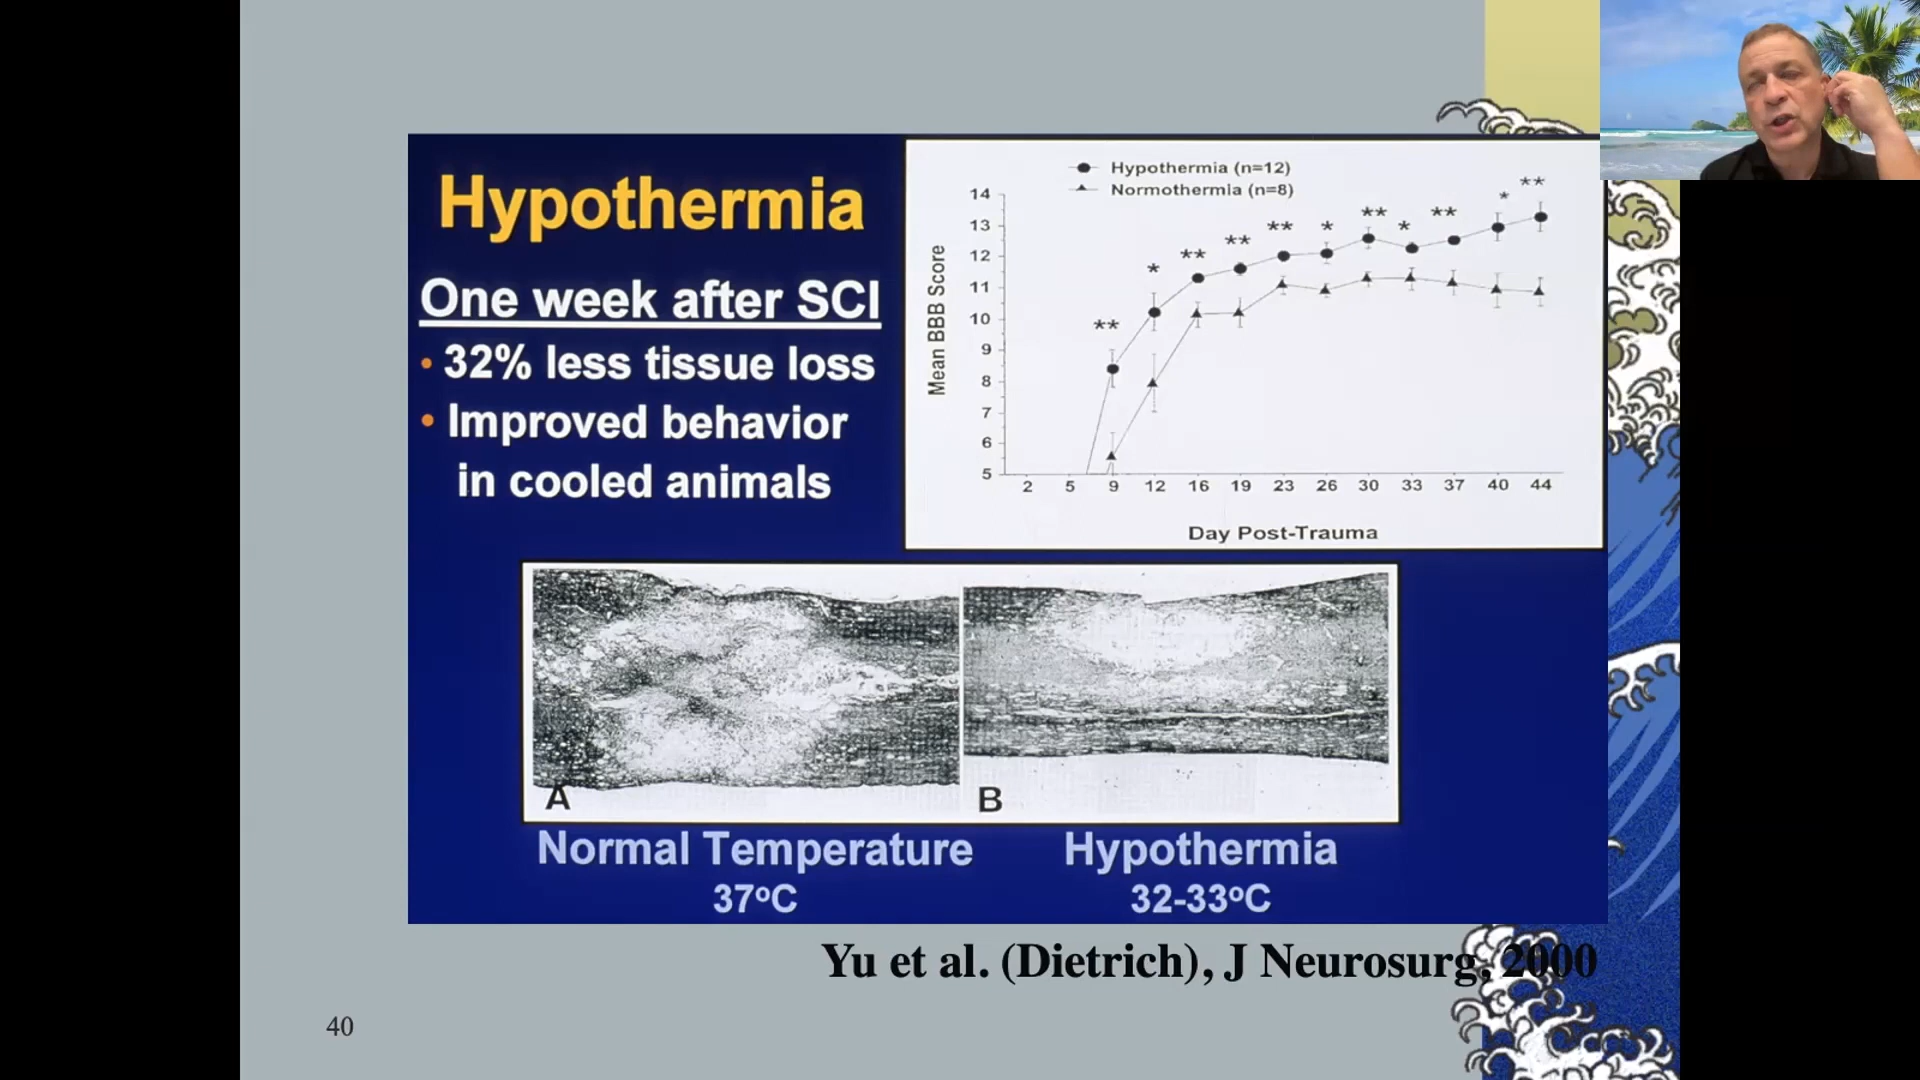 Hypothermia
One week after SCI
• 32% less tissue loss
• Improved behavior
in cooled animals
Hypothermia (n=12)
Normothermia (n=8)
Mean BBB Score
14
13
12
11
10
9
8
7
6
5
** * ** ** ** * ** * ** * **
2 5 9 12 16 19 23 26 30 33 37 40 44
Day Post-Trauma
A B
Normal Temperature Hypothermia
37ºC 32-33ºC
Yu et al. (Dietrich), J Neurosurg, 2000
40